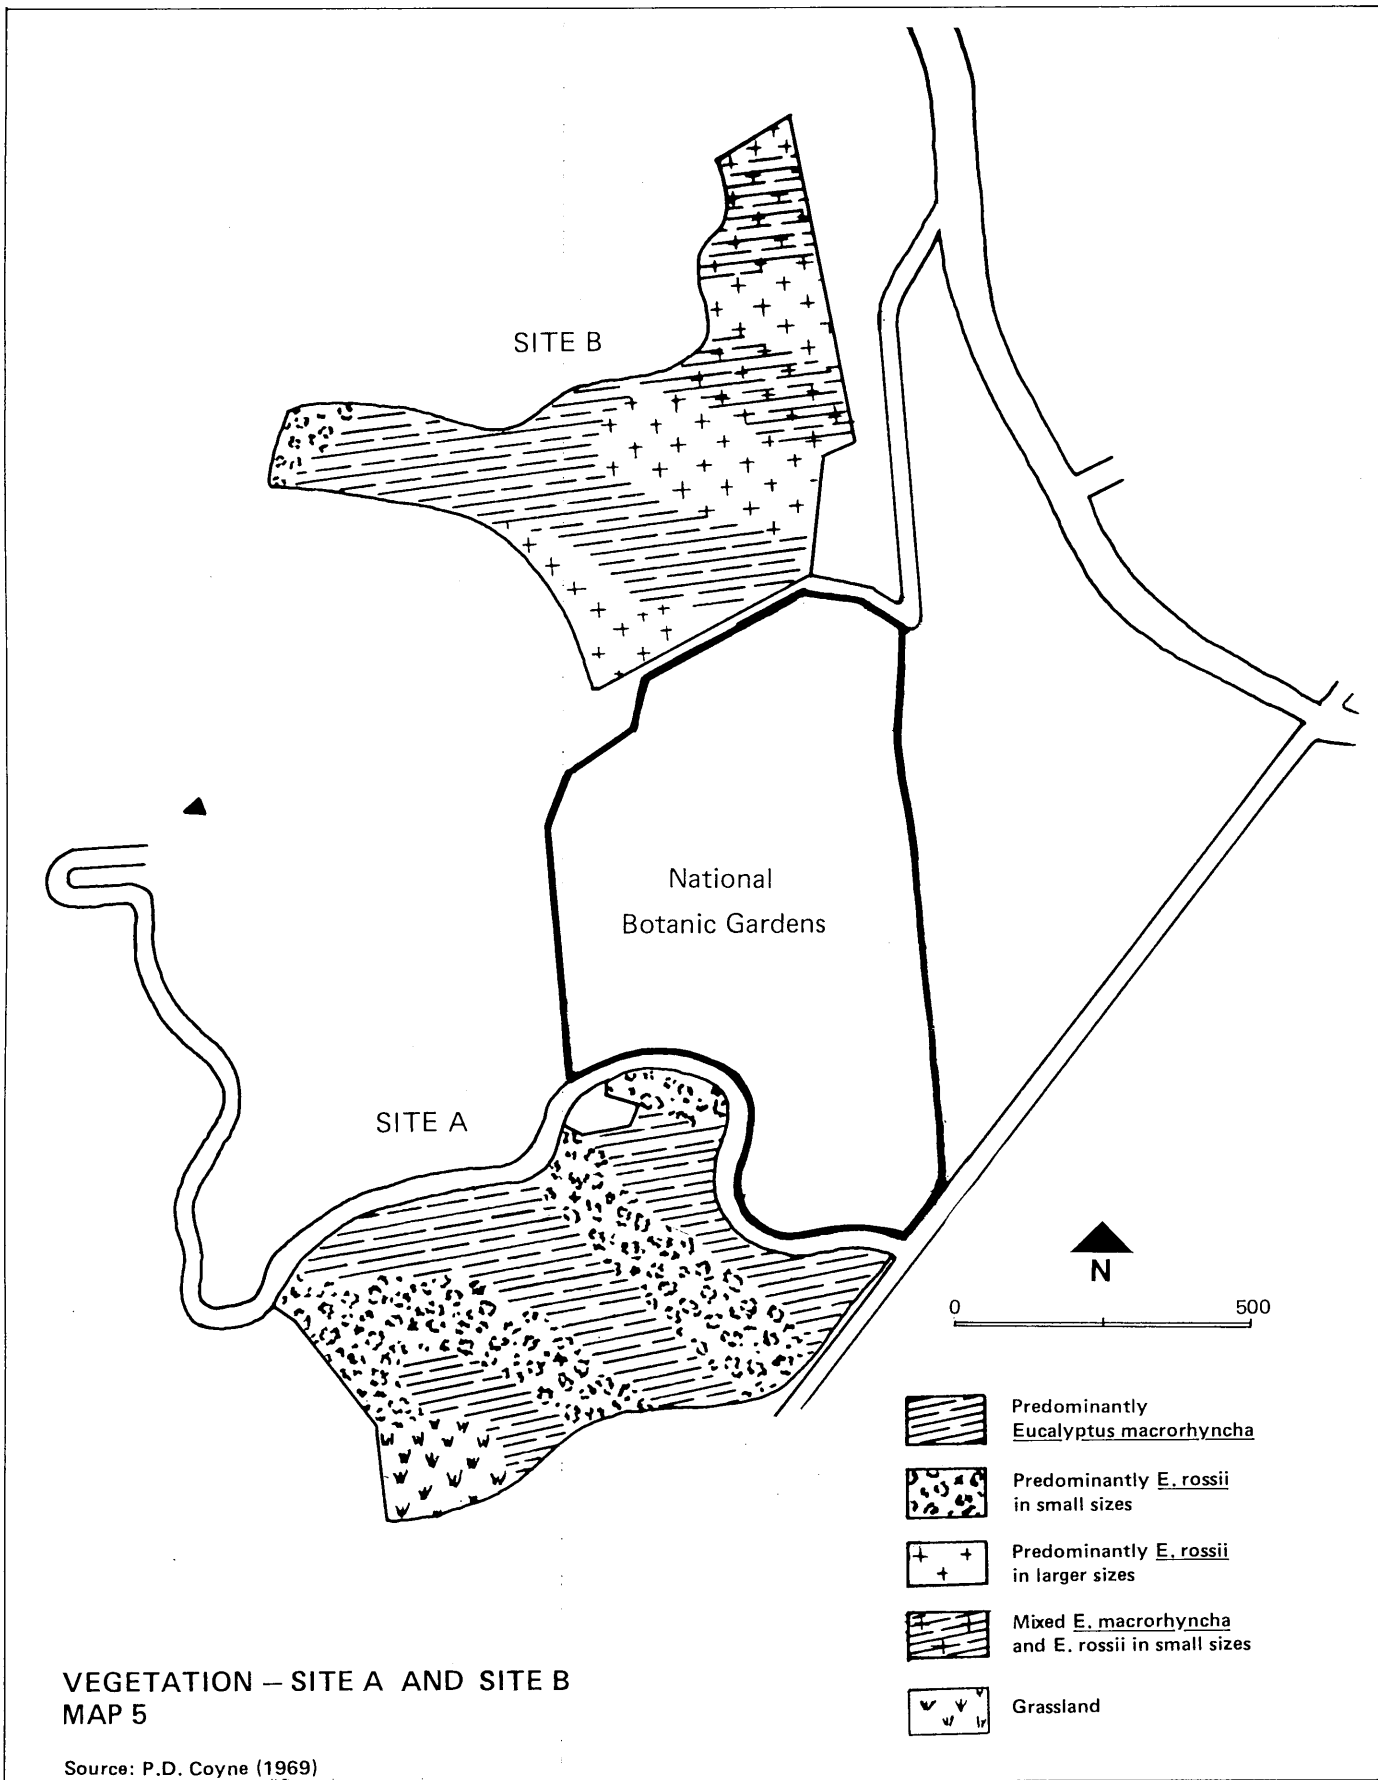 SITE B
National
Botanic Gardens
SITE A
N
0 500
Predominantly
Eucalyptus macrorhyncha
Predominantly E. rossii
in small sizes
Predominantly E. rossii
in larger sizes
Mixed E. macrorhyncha
and E. rossii in small sizes
Grassland
VEGETATION – SITE A AND SITE B
MAP 5
Source: P.D. Coyne (1969)